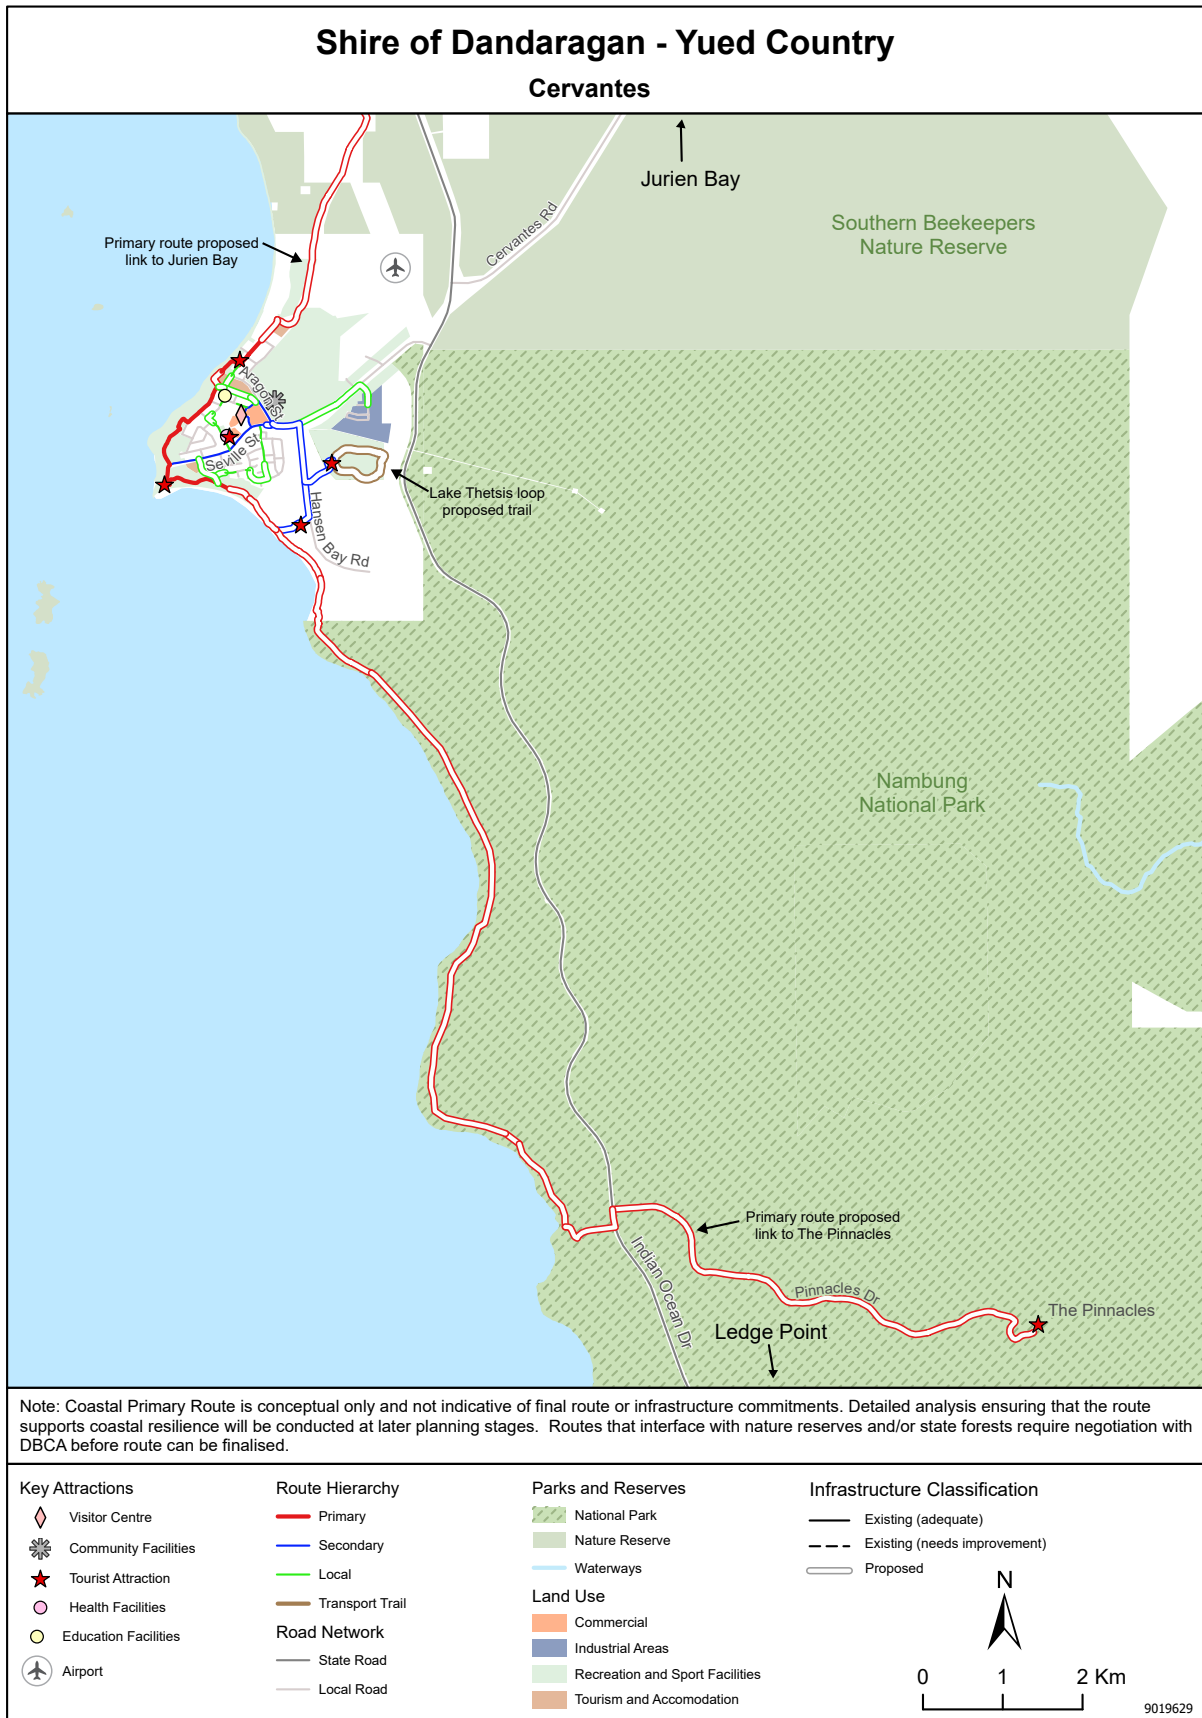 Shire of Dandaragan - Yued Country
Cervantes
Jurien Bay
Southern Beekeepers
Nature Reserve
Cervantes Rd
Primary route proposed
link to Jurien Bay
Aragon St
Seville St
Lake Thetsis loop
proposed trail
Hansen Bay Rd
Nambung
National Park
Primary route proposed
link to The Pinnacles
Indian Ocean Dr
Pinnacles Dr
The Pinnacles
Ledge Point
Note: Coastal Primary Route is conceptual only and not indicative of final route or infrastructure commitments. Detailed analysis ensuring that the route
supports coastal resilience will be conducted at later planning stages. Routes that interface with nature reserves and/or state forests require negotiation with
DBCA before route can be finalised.
Key Attractions
Visitor Centre
Community Facilities
Tourist Attraction
Health Facilities
Education Facilities
Airport
Route Hierarchy
Primary
Secondary
Local
Transport Trail
Road Network
State Road
Local Road
Parks and Reserves
National Park
Nature Reserve
Waterways
Land Use
Commercial
Industrial Areas
Recreation and Sport Facilities
Tourism and Accomodation
Infrastructure Classification
Existing (adequate)
Existing (needs improvement)
Proposed
N
0 1 2 Km
9019629